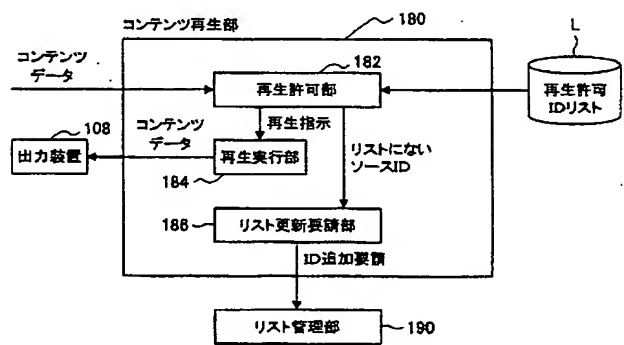 コンテンツ再生部
180
L
コンテンツ
データ
182
再生許可部
再生許可
IDリスト
再生指示
108
コンテンツ
データ
出力装置
再生実行部
184
リストにない
ソースID
186
リスト更新要請部
ID追加要請
リスト管理部
190